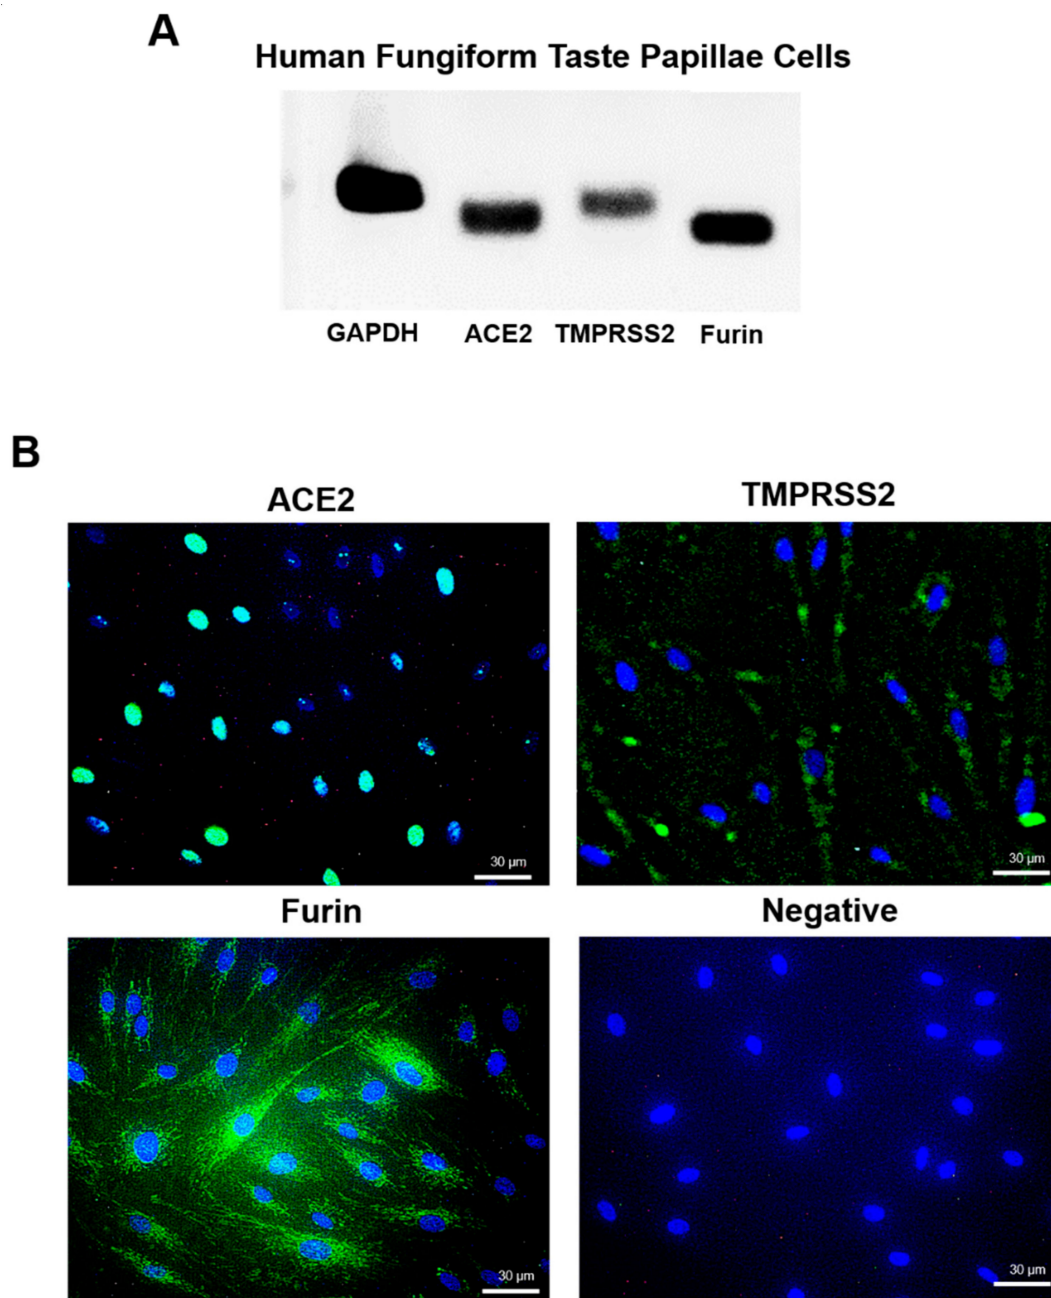 A
Human Fungiform Taste Papillae Cells
GAPDH ACE2 TMPRSS2 Furin
B
ACE2 TMPRSS2
30 µm 30 µm
Furin Negative
30 µm 30 µm